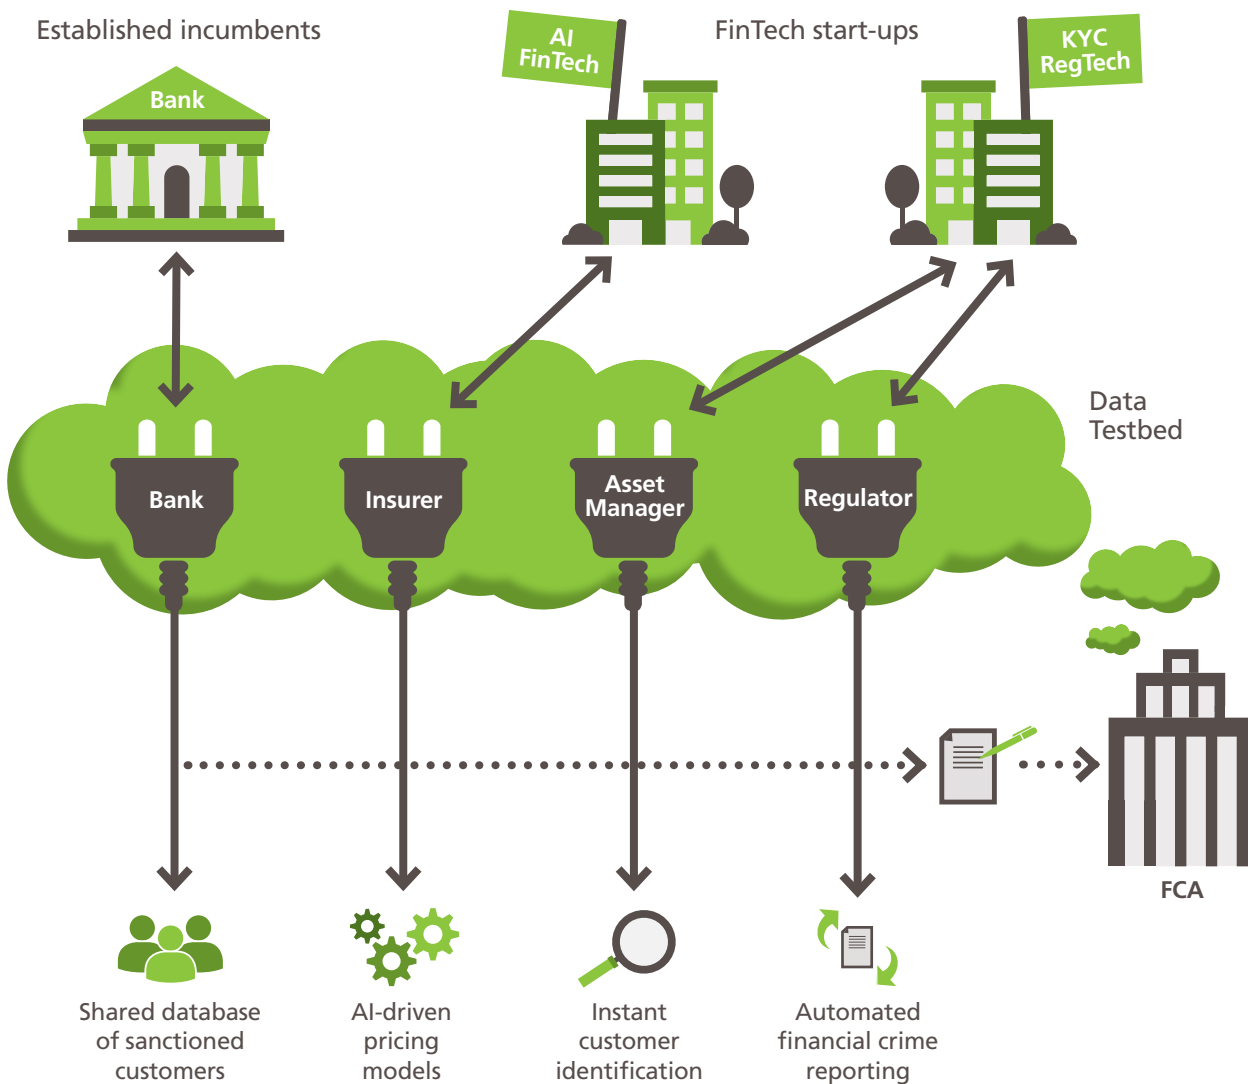 Established incumbents
FinTech start-ups
AI
FinTech
KYC
RegTech
Bank
Data
Testbed
Bank
Insurer
Asset
Manager
Regulator
FCA
Shared database
of sanctioned
customers
AI-driven
pricing
models
Instant
customer
identification
Automated
financial crime
reporting